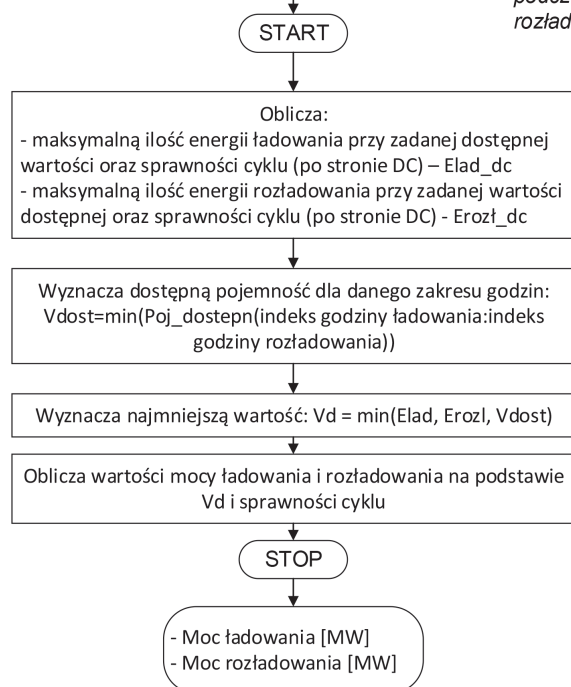 podcz
rozład
START
Oblicza:
- maksymalną ilość energii ładowania przy zadanej dostępnej
wartości oraz sprawności cyklu (po stronie DC) – Elad_dc
- maksymalną ilość energii rozładowania przy zadanej wartości
dostępnej oraz sprawności cyklu (po stronie DC) - Erozł_dc
Wyznacza dostępną pojemność dla danego zakresu godzin:
Vdost=min(Poj_dostepn(indeks godziny ładowania:indeks
godziny rozładowania))
Wyznacza najmniejszą wartość: Vd = min(Elad, Erozl, Vdost)
Oblicza wartości mocy ładowania i rozładowania na podstawie
Vd i sprawności cyklu
STOP
- Moc ładowania [MW]
- Moc rozładowania [MW]